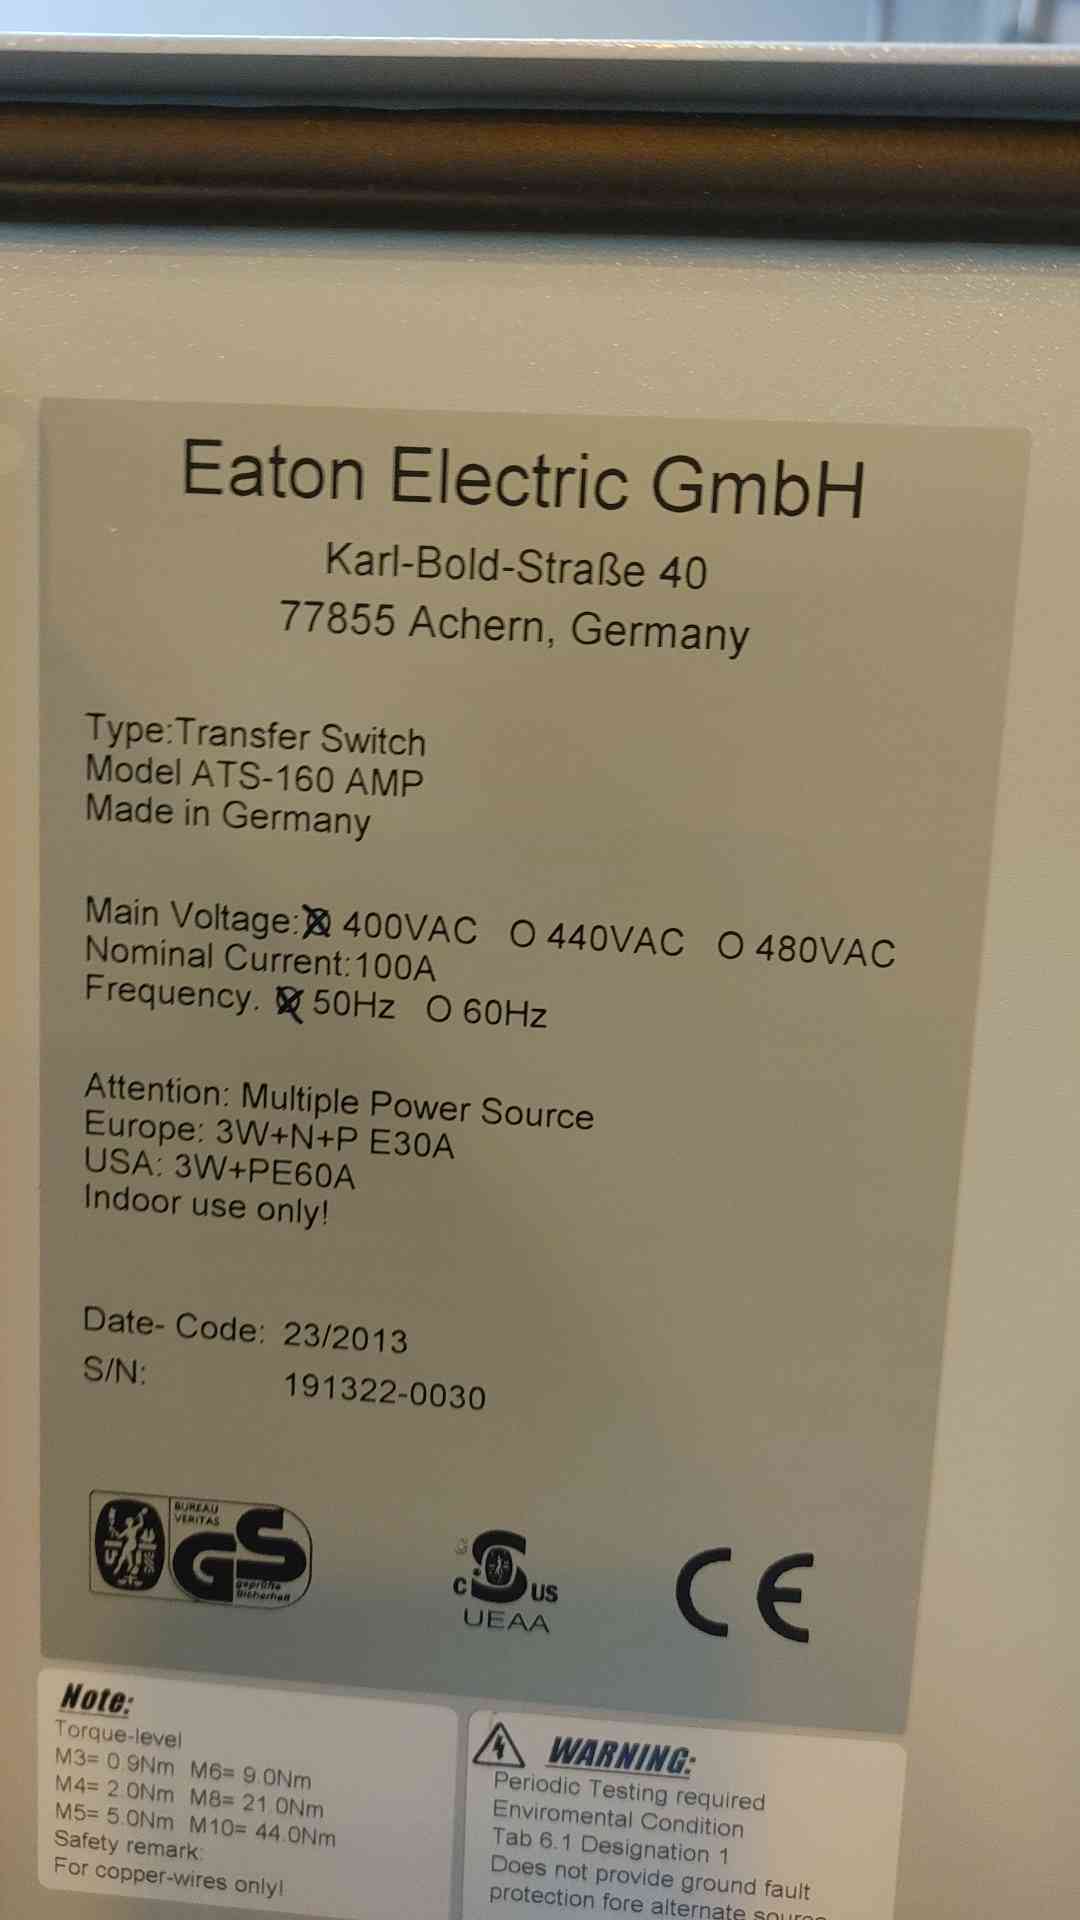 Eaton Electric GmbH
Karl-Bold-Straße 40
77855 Achern, Germany
Type:Transfer Switch
Model ATS-160 AMP
Made in Germany
Main Voltage: 400VAC O 440VAC O 480VAC
Nominal Current:100A
Frequency. 50Hz O 60Hz
Attention: Multiple Power Source
Europe: 3W+N+P E30A
USA: 3W+PE60A
Indoor use only!
Date- Code: 23/2013
S/N: 191322-0030
BUREAU
VERITAS
GS
geprüfte
Sicherheit
C S US
UEAA
CE
Note:
Torque-level
M3= 0.9Nm M6= 9.0Nm
M4= 2.0Nm M8= 21.0Nm
M5= 5.0Nm M10= 44.0Nm
Safety remark:
For copper-wires only!
WARNING:
Periodic Testing required
Enviromental Condition
Tab 6.1 Designation 1
Does not provide ground fault
protection fore alternate